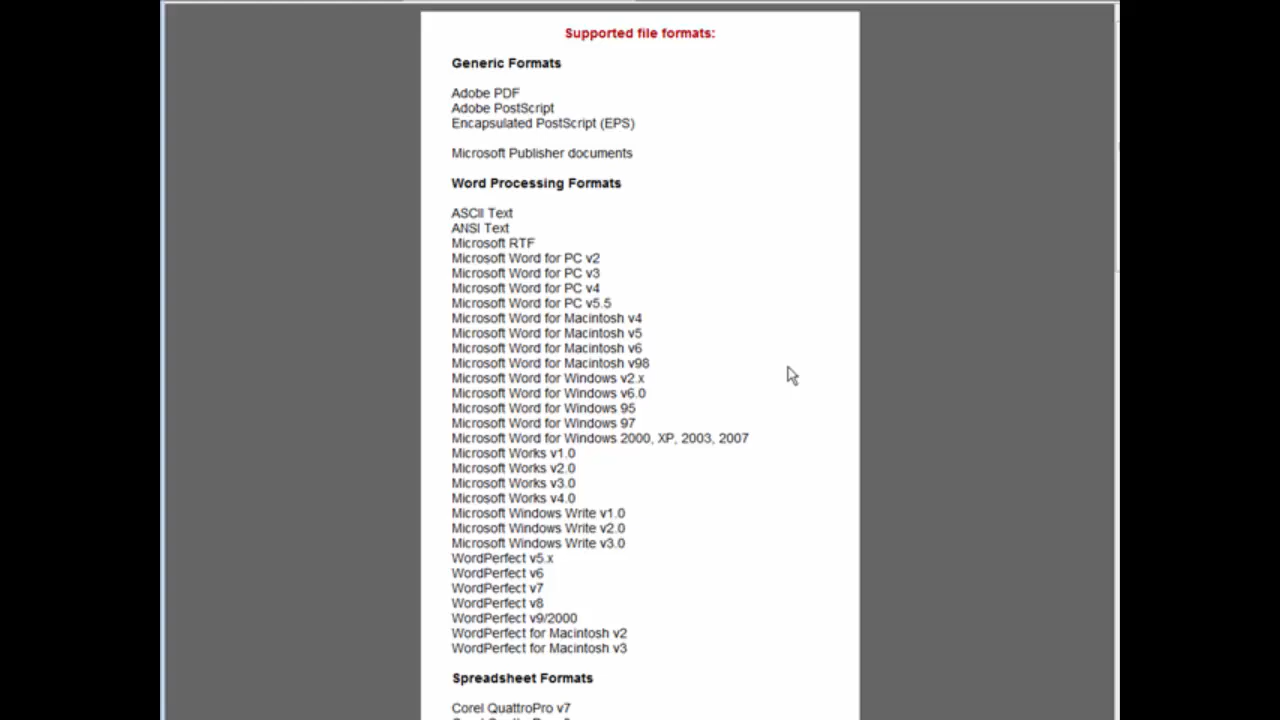 Supported file formats:
Generic Formats
Adobe PDF
Adobe PostScript
Encapsulated PostScript (EPS)
Microsoft Publisher documents
Word Processing Formats
ASCII Text
ANSI Text
Microsoft RTF
Microsoft Word for PC v2
Microsoft Word for PC v3
Microsoft Word for PC v4
Microsoft Word for PC v5.5
Microsoft Word for Macintosh v4
Microsoft Word for Macintosh v5
Microsoft Word for Macintosh v6
Microsoft Word for Macintosh v98
Microsoft Word for Windows v2.x
Microsoft Word for Windows v6.0
Microsoft Word for Windows 95
Microsoft Word for Windows 97
Microsoft Word for Windows 2000, XP, 2003, 2007
Microsoft Works v1.0
Microsoft Works v2.0
Microsoft Works v3.0
Microsoft Works v4.0
Microsoft Windows Write v1.0
Microsoft Windows Write v2.0
Microsoft Windows Write v3.0
WordPerfect v5.x
WordPerfect v6
WordPerfect v7
WordPerfect v8
WordPerfect v9/2000
WordPerfect for Macintosh v2
WordPerfect for Macintosh v3
Spreadsheet Formats
Corel QuattroPro v7